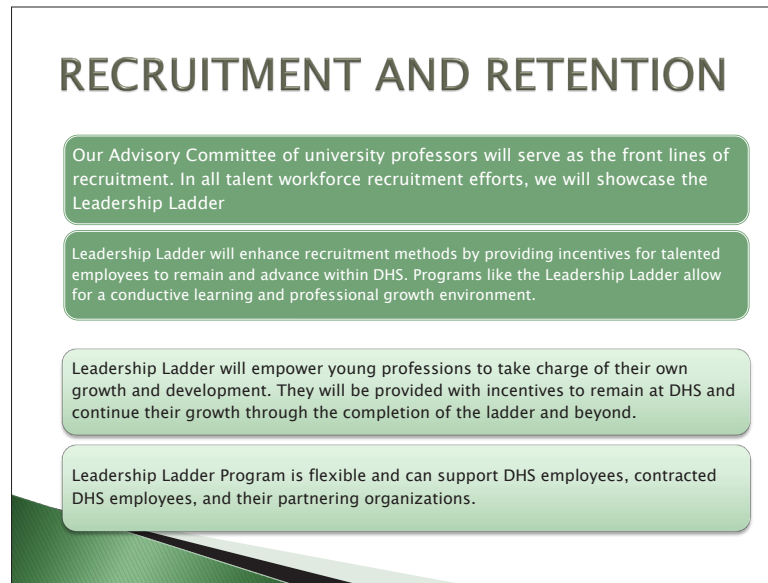 RECRUITMENT AND RETENTION
Our Advisory Committee of university professors will serve as the front lines of
recruitment. In all talent workforce recruitment efforts, we will showcase the
Leadership Ladder
Leadership Ladder will enhance recruitment methods by providing incentives for talented
employees to remain and advance within DHS. Programs like the Leadership Ladder allow
for a conductive learning and professional growth environment.
Leadership Ladder will empower young professions to take charge of their own
growth and development. They will be provided with incentives to remain at DHS and
continue their growth through the completion of the ladder and beyond.
Leadership Ladder Program is flexible and can support DHS employees, contracted
DHS employees, and their partnering organizations.